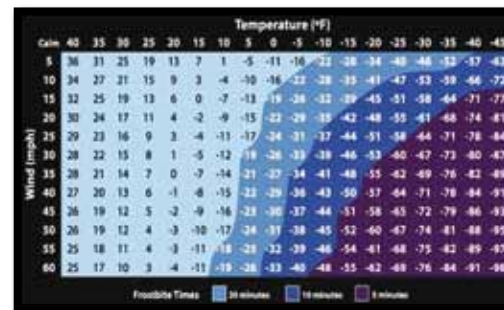 Temperature (°F)
Calm 40 35 30 25 20 15 10 5 0 -5 -10 -15 -20 -25 -30 -35 -40 -45
5 36 31 25 19 13 7 1 -5 -11 -16 -22 -28 -34 -40 -46 -52 -57 -63
10 34 27 21 15 9 3 -4 -10 -16 -22 -28 -35 -41 -47 -53 -59 -66
15 32 25 19 13 6 0 -7 -13 -19 -26 -32 -39 -45 -51 -58 -64 -71
20 30 24 17 11 4 -2 -9 -15 -22 -29 -35 -42 -48 -55 -61 -68 -74
25 29 23 16 9 3 -4 -11 -17 -24 -31 -37 -44 -51 -58 -64 -71 -78
30 28 22 15 8 1 -5 -12 -19 -26 -33 -39 -46 -53 -60 -67 -73 -80
35 28 21 14 7 0 -7 -14 -21 -27 -34 -41 -48 -55 -62 -69 -76 -82
40 27 20 13 6 -1 -8 -15 -22 -29 -36 -43 -50 -57 -64 -71 -78 -84
45 26 19 12 5 -2 -9 -16 -23 -30 -37 -44 -51 -58 -65 -72 -79 -86
50 26 19 12 4 -3 -10 -17 -24 -31 -38 -45 -52 -60 -67 -74 -81 -88
55 25 18 11 4 -3 -11 -18 -25 -32 -39 -46 -54 -61 -68 -75 -82 -89
60 25 17 10 3 -4 -11 -19 -26 -33 -40 -48 -55 -62 -69 -76 -84 -91
Wind (mph)
Frostbite Times 30 minutes 10 minutes 5 minutes